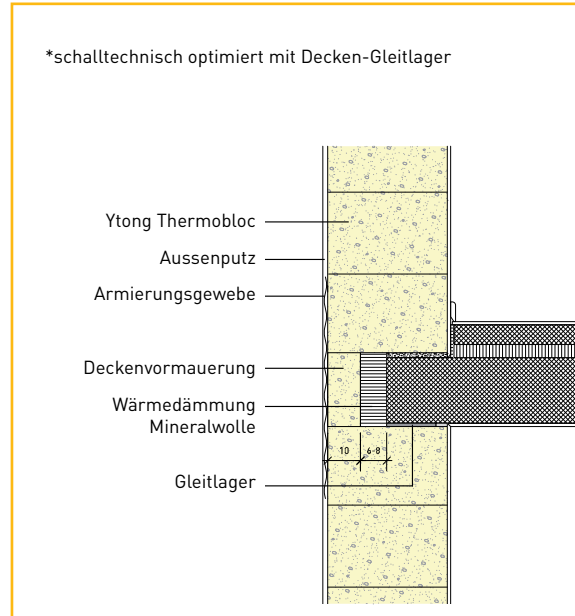 *schalltechnisch optimiert mit Decken-Gleitlager
Ytong Thermobloc
Aussenputz
Armierungsgewebe
Deckenvormauerung
Wärmedämmung
Mineralwolle
10 6-8
Gleitlager